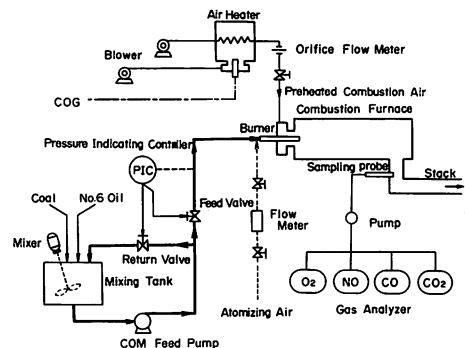 Air Heater
Orifice Flow Meter
Blower
COG
Preheated Combustion Air
Combustion Furnace
Burner
Pressure Indicating Contrller
PIC
Sampling probe
Stack
Coal
No.6 Oil
Feed Valve
Mixer
Flow
Meter
Pump
Return Valve
Mixing Tank
O2
NO
CO
CO2
Atomizing Air
Gas Analyzer
COM Feed Pump